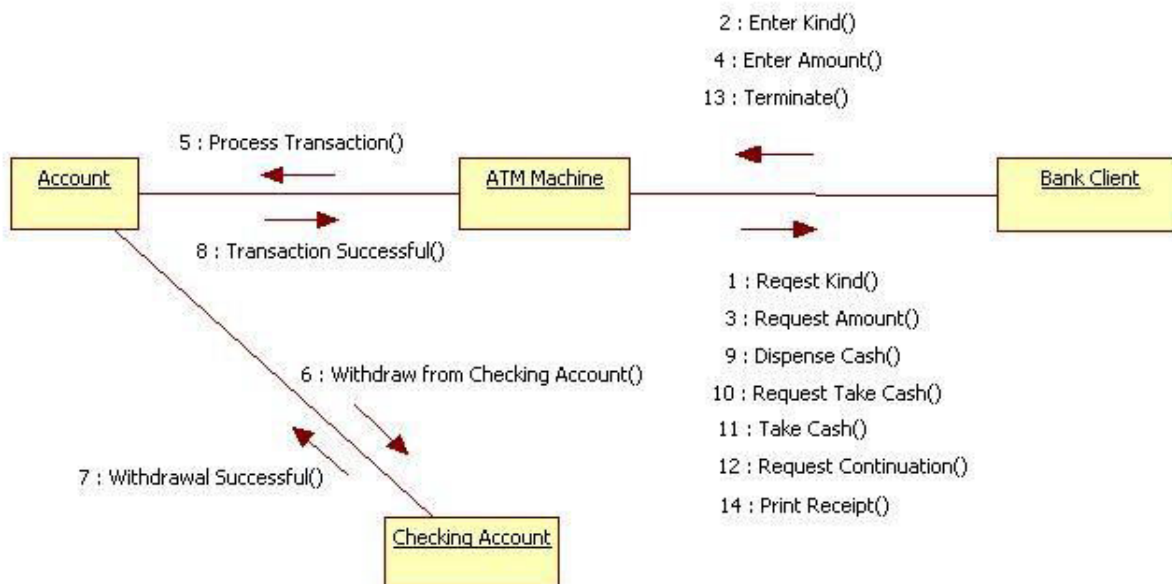 2 : Enter Kind()
4 : Enter Amount()
13 : Terminate()
5 : Process Transaction()
Account
ATM Machine
Bank Client
8 : Transaction Successful()
1 : Reqest Kind()
3 : Request Amount()
9 : Dispense Cash()
10 : Request Take Cash()
11 : Take Cash()
12 : Request Continuation()
14 : Print Receipt()
6 : Withdraw from Checking Account()
7 : Withdrawal Successful()
Checking Account